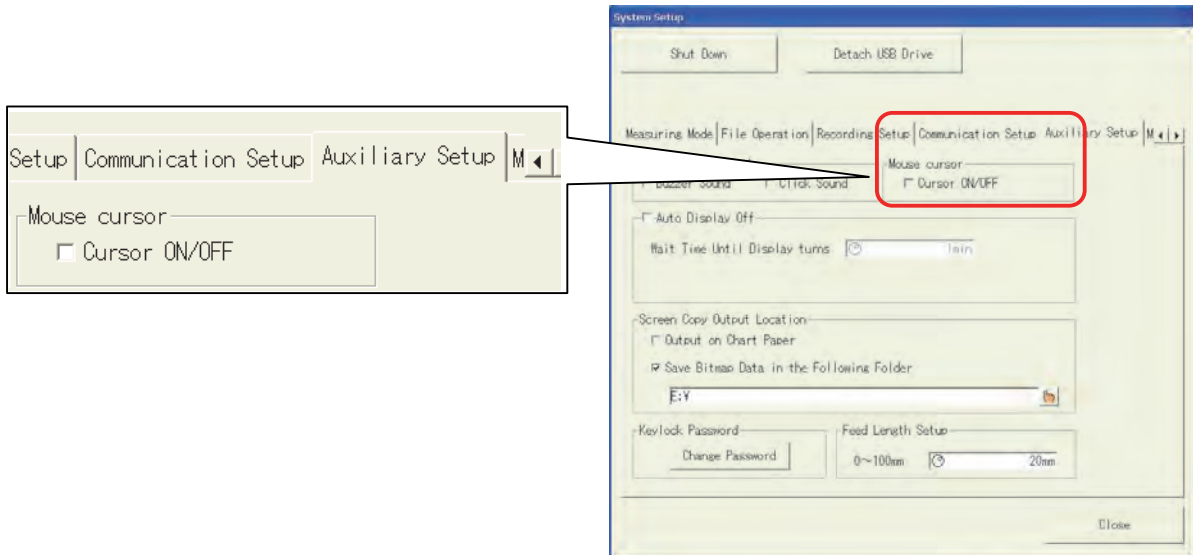 Setup Communication Setup Auxiliary Setup M
Mouse cursor
Cursor ON/OFF
System Setup
Shut Down Detach USB Drive
Measuring Mode File Operation Recording Setup Communication Setup Auxiliary Setup M
Mouse cursor
Buzzer Sound Click Sound Cursor ON/OFF
Auto Display Off
Wait Time Until Display turns 1min
Screen Copy Output Location
Output on Chart Paper
Save Bitmap Data in the Following Folder
E:¥
Keylock Password Feed Length Setup
Change Password 0～100mm 20mm
Close